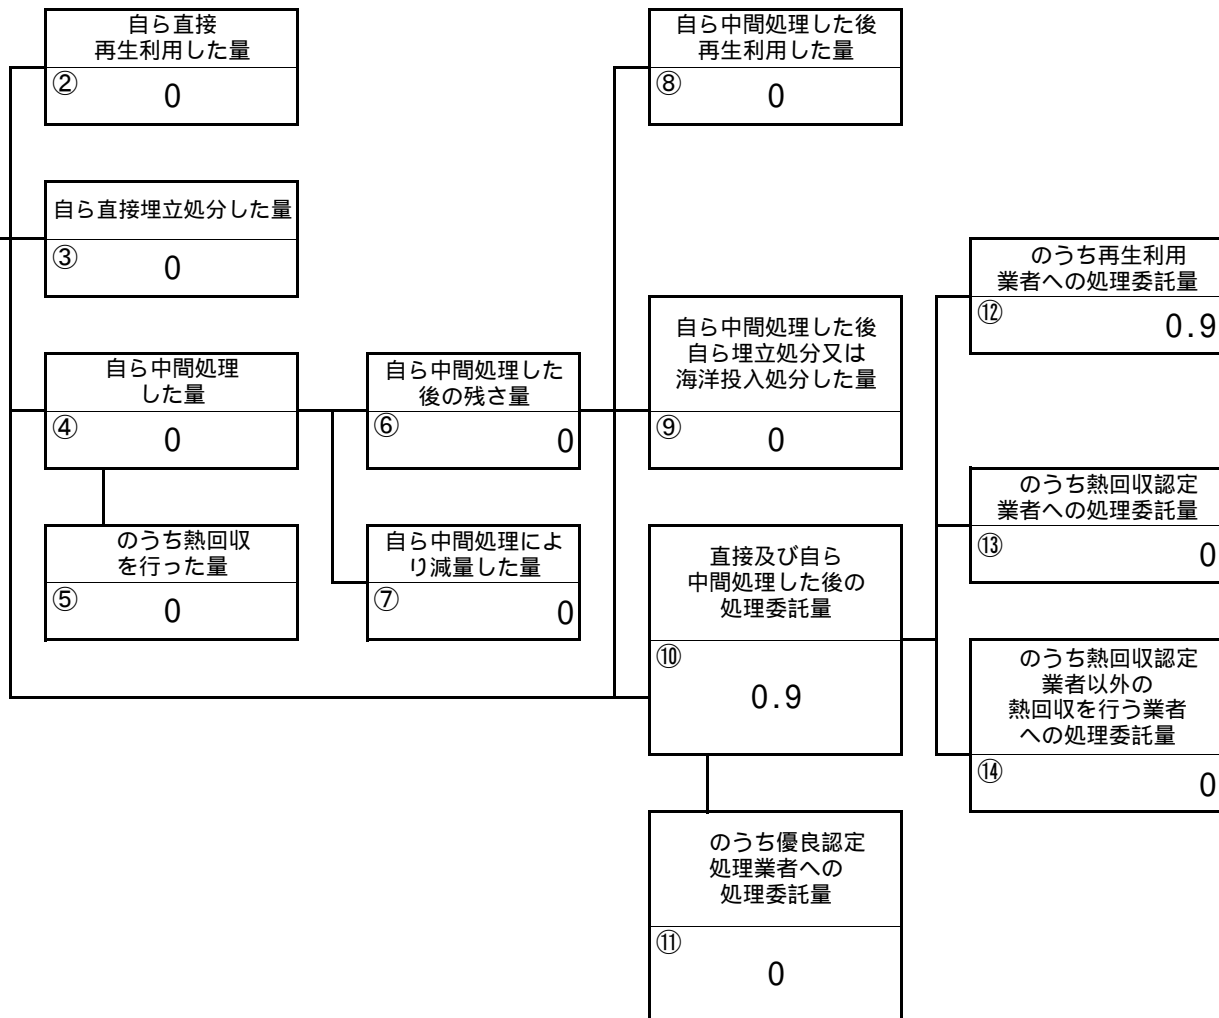 自ら直接
再生利用した量
②
0
自ら中間処理した後
再生利用した量
⑧
0
自ら直接埋立処分した量
③
0
のうち再生利用
業者への処理委託量
⑫
0.9
自ら中間処理した後
自ら埋立処分又は
海洋投入処分した量
⑨
0
自ら中間処理
した量
④
0
自ら中間処理した
後の残さ量
⑥
0
のうち熱回収認定
業者への処理委託量
⑬
0
のうち熱回収
を行った量
⑤
0
自ら中間処理によ
り減量した量
⑦
0
直接及び自ら
中間処理した後の
処理委託量
⑩
0.9
のうち熱回収認定
業者以外の
熱回収を行う業者
への処理委託量
⑭
0
のうち優良認定
処理業者への
処理委託量
⑪
0